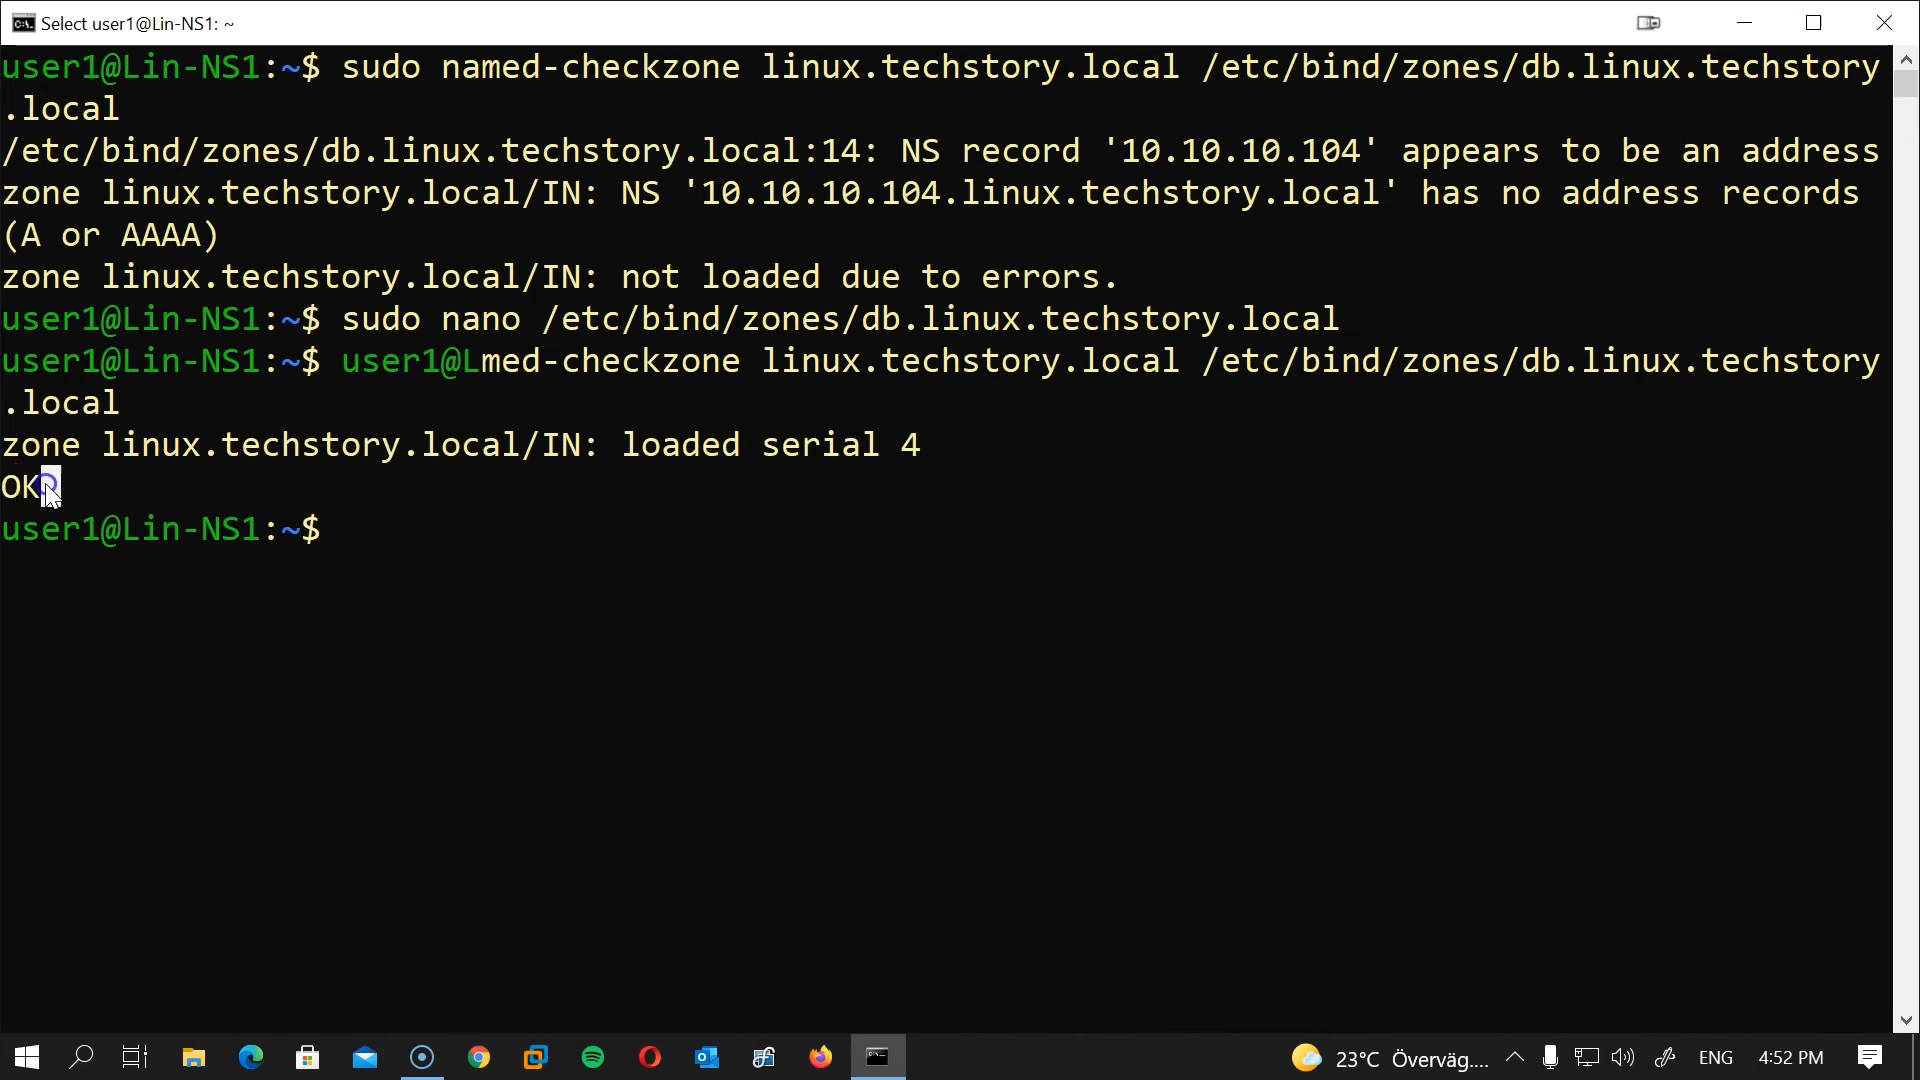 Select user1@Lin-NS1: ~
user1@Lin-NS1:~$ sudo named-checkzone linux.techstory.local /etc/bind/zones/db.linux.techstory
.local
/etc/bind/zones/db.linux.techstory.local:14: NS record '10.10.10.104' appears to be an address
zone linux.techstory.local/IN: NS '10.10.10.104.linux.techstory.local' has no address records
(A or AAAA)
zone linux.techstory.local/IN: not loaded due to errors.
user1@Lin-NS1:~$ sudo nano /etc/bind/zones/db.linux.techstory.local
user1@Lin-NS1:~$ user1@Lmed-checkzone linux.techstory.local /etc/bind/zones/db.linux.techstory
.local
zone linux.techstory.local/IN: loaded serial 4
OK
user1@Lin-NS1:~$
23°C Överväg.... ENG 4:52 PM